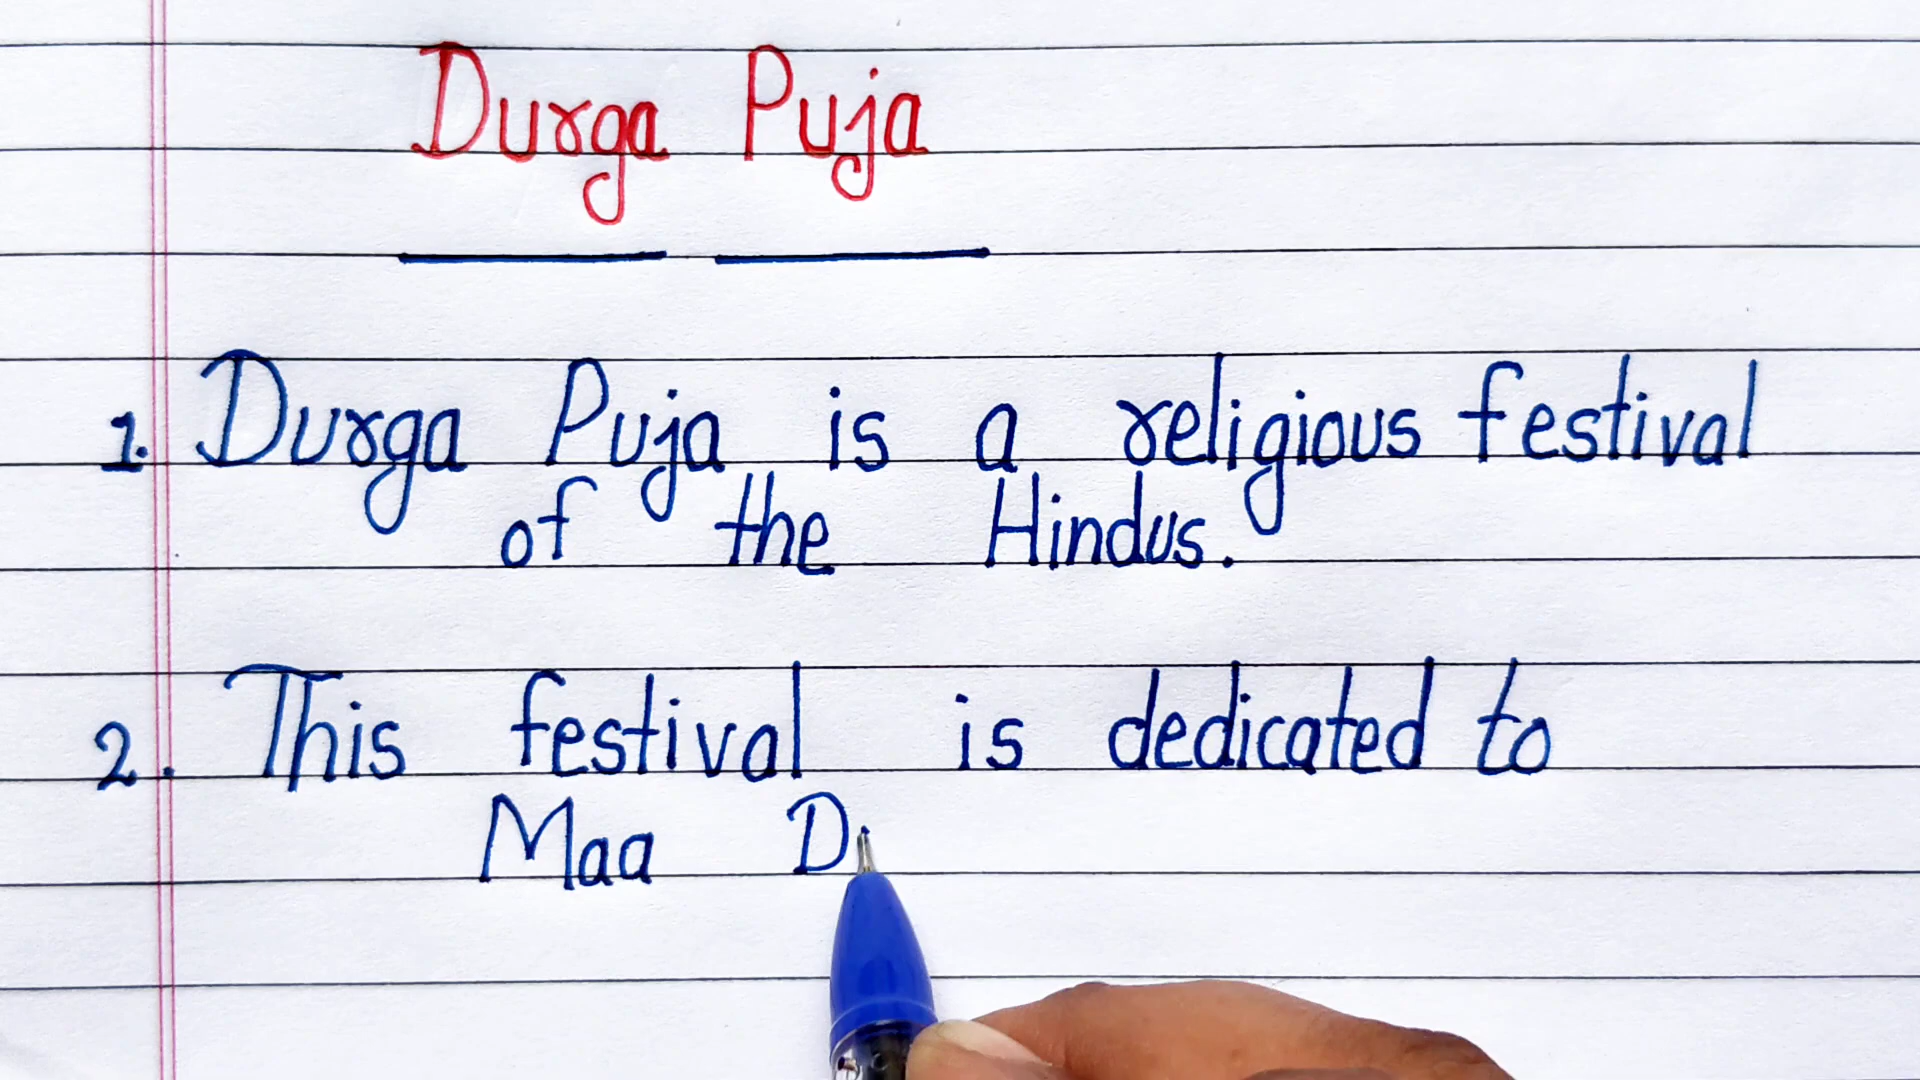 Durga Puja
1. Durga Puja is a religious festival
of the Hindus.
2. This festival is dedicated to
Maa D